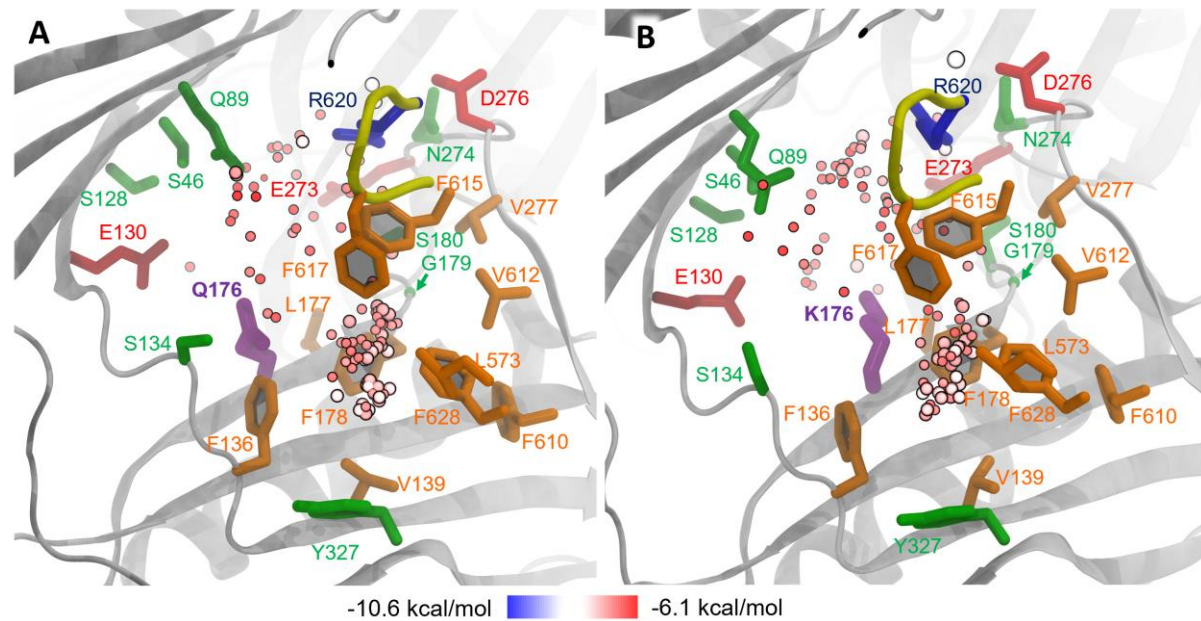 A
Q89
R620
D276
N274
S46
S128
E273
F615
V277
E130
S180
G179
F617
V612
Q176
L177
S134
L573
F136
F178
F628
F610
V139
Y327
B
R620
D276
N274
Q89
E273
S46
V277
F615
S128
S180
G179
F617
V612
E130
K176
L177
S134
L573
F178
F628
F610
F136
V139
Y327
-10.6 kcal/mol
-6.1 kcal/mol